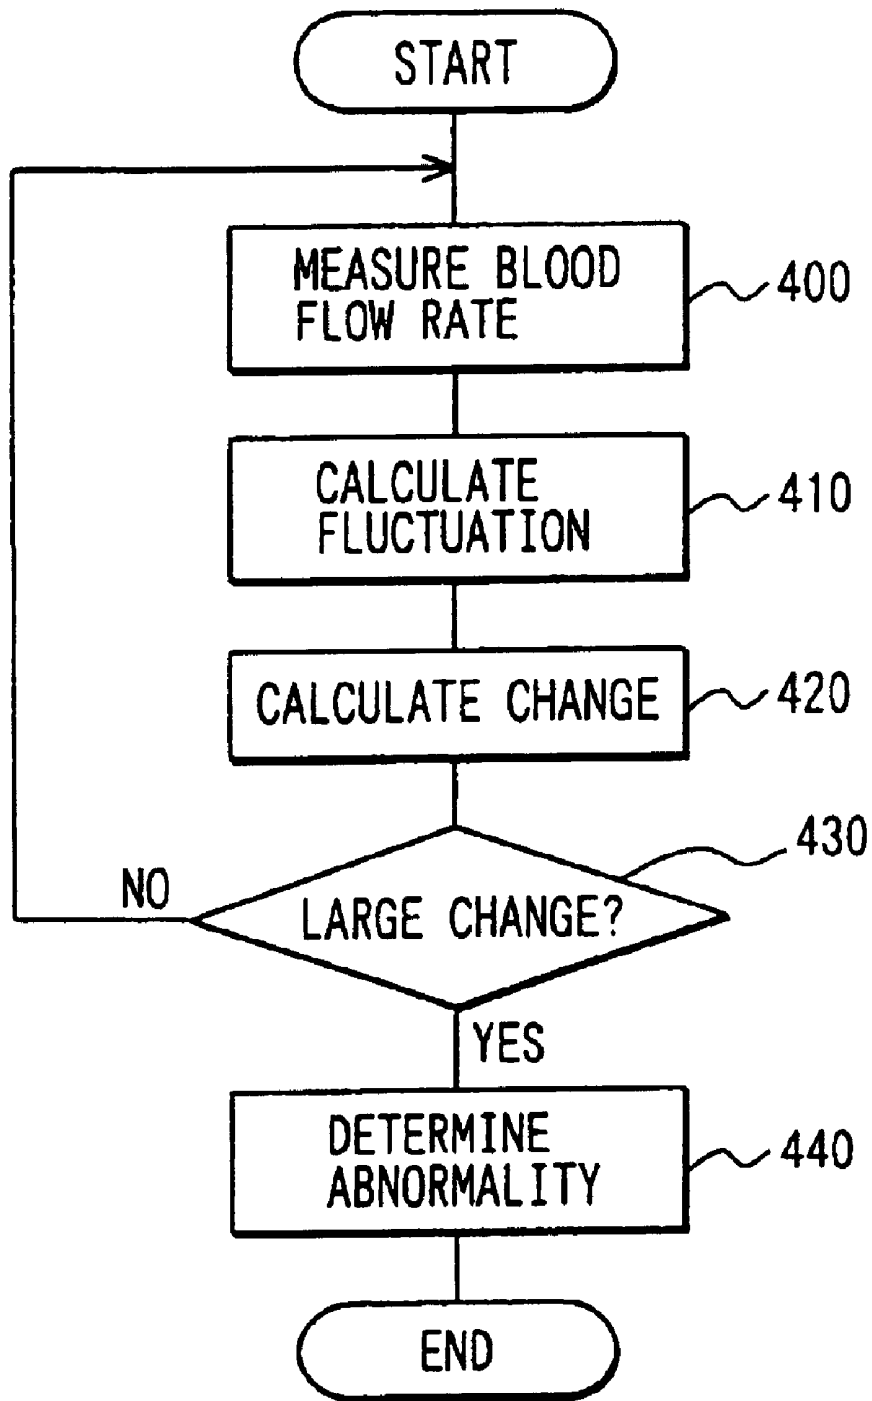 START
MEASURE BLOOD
FLOW RATE
400
CALCULATE
FLUCTUATION
410
CALCULATE CHANGE
420
430
NO
LARGE CHANGE?
YES
DETERMINE
ABNORMALITY
440
END